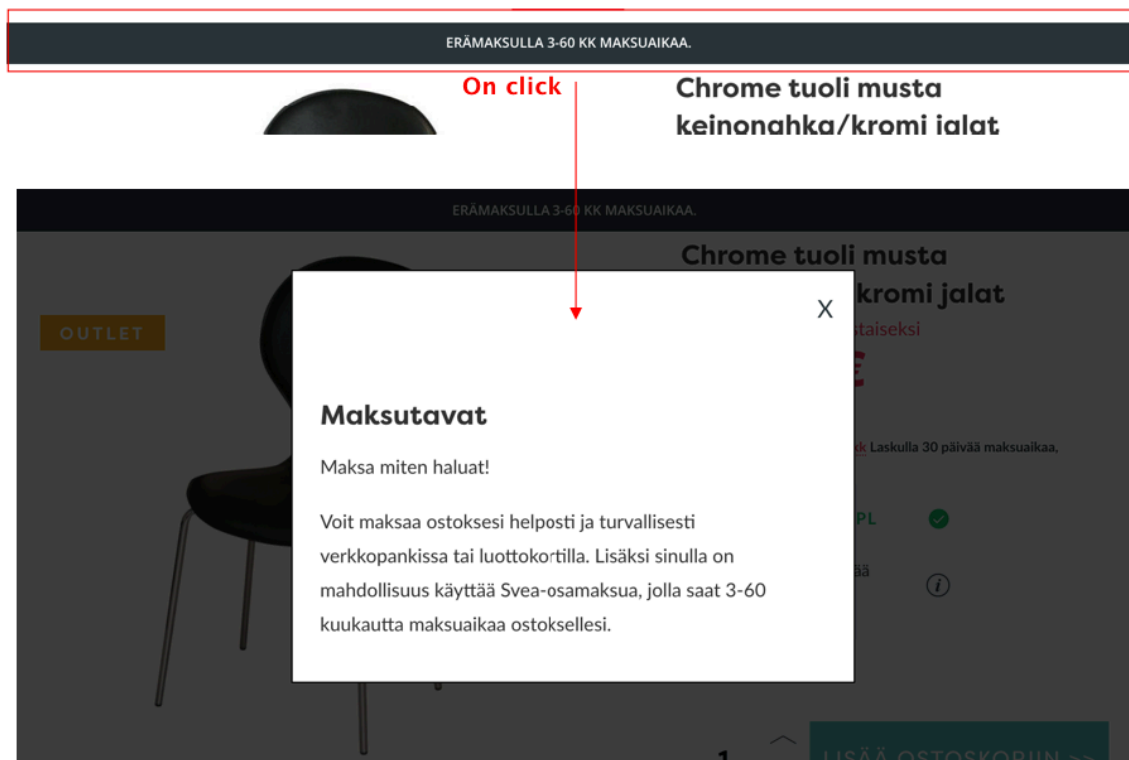 ERÄMAKSULLA 3-60 KK MAKSUAIKAA.
On click
Chrome tuoli musta
keinonahka/kromi jalat
ERÄMAKSULLA 3-60 KK MAKSUAIKAA.
Chrome tuoli musta
kromi jalat
OUTLET
staiseksi
€
X
Maksutavat
Maksa miten haluat!
kk Laskulla 30 päivää maksuaikaa,
Voit maksaa ostoksesi helposti ja turvallisesti
verkkopankissa tai luottokortilla. Lisäksi sinulla on
mahdollisuus käyttää Svea-osamaksua, jolla saat 3-60
kuukautta maksuaikaa ostoksellesi.
PL
ää
i
1
LISÄÄ OSTOSKORIIN >>